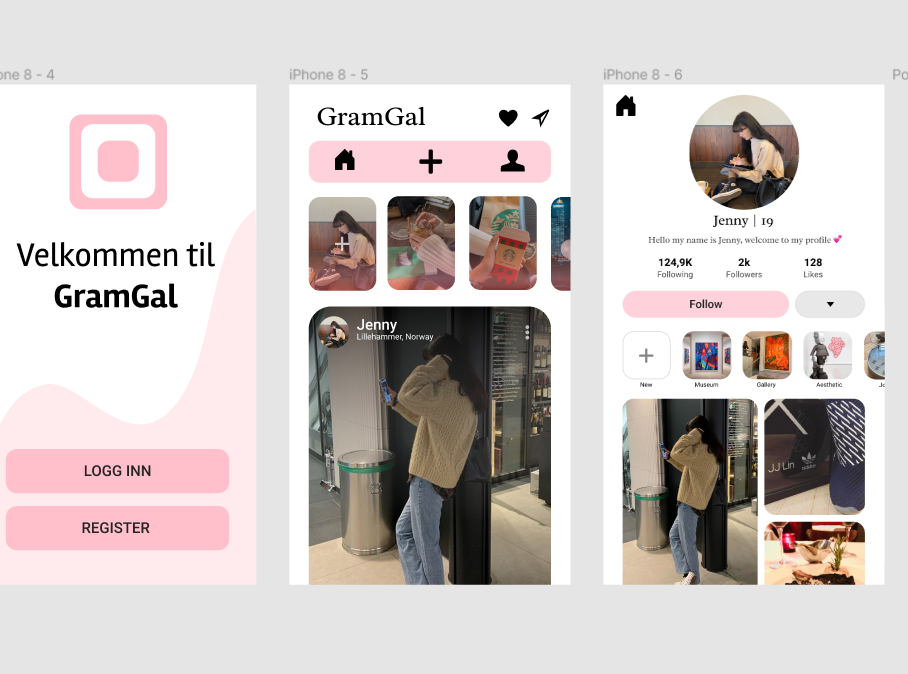 one 8 - 4
iPhone 8 - 5
iPhone 8 - 6
Po
Velkommen til
GramGal
LOGG INN
REGISTER
GramGal
Jenny
Lillehammer, Norway
Jenny | 19
Hello my name is Jenny, welcome to my profile 💕
124,9K
Following
2k
Followers
128
Likes
Follow
New
Museum
Gallery
Aesthetic
JJ Lin
adidas